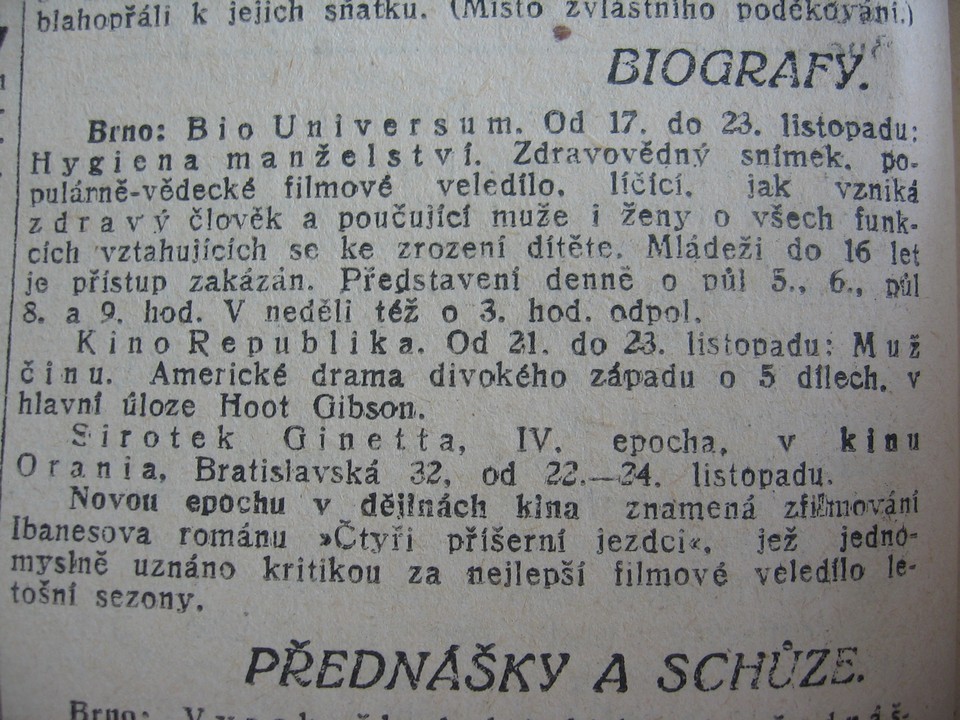 blahopřáli k jejich sňatku. (Místo zvláštního poděkování.)
BIOGRAFY.
Brno: Bio Universum. Od 17. do 23. listopadu:
Hygiena manželství. Zdravovědný snímek, po-
pulárně-vědecké filmové veledílo, líčící, jak vzniká
zdravý člověk a poučující muže i ženy o všech funk-
cích vztahujících se ke zrození dítěte. Mládeži do 16 let
je přístup zakázán. Představení denně o půl 5., 6., půl
8. a 9. hod. V neděli též o 3. hod. odpol.
Kino Republika. Od 21. do 23. listopadu: Muž
činu. Americké drama divokého západu o 5 dílech, v
hlavní úloze Hoot Gibson.
Sirotek Ginetta, IV. epocha, v kinu
Orania, Bratislavská 32, od 22.—24. listopadu.
Novou epochu v dějinách kina znamená zfilmování
Ibanesova románu »Čtyři příšerní jezdci«, jež jedno-
myslně uznáno kritikou za nejlepší filmové veledílo le-
tošní sezony.
PŘEDNÁŠKY A SCHŮZE.
Brno: